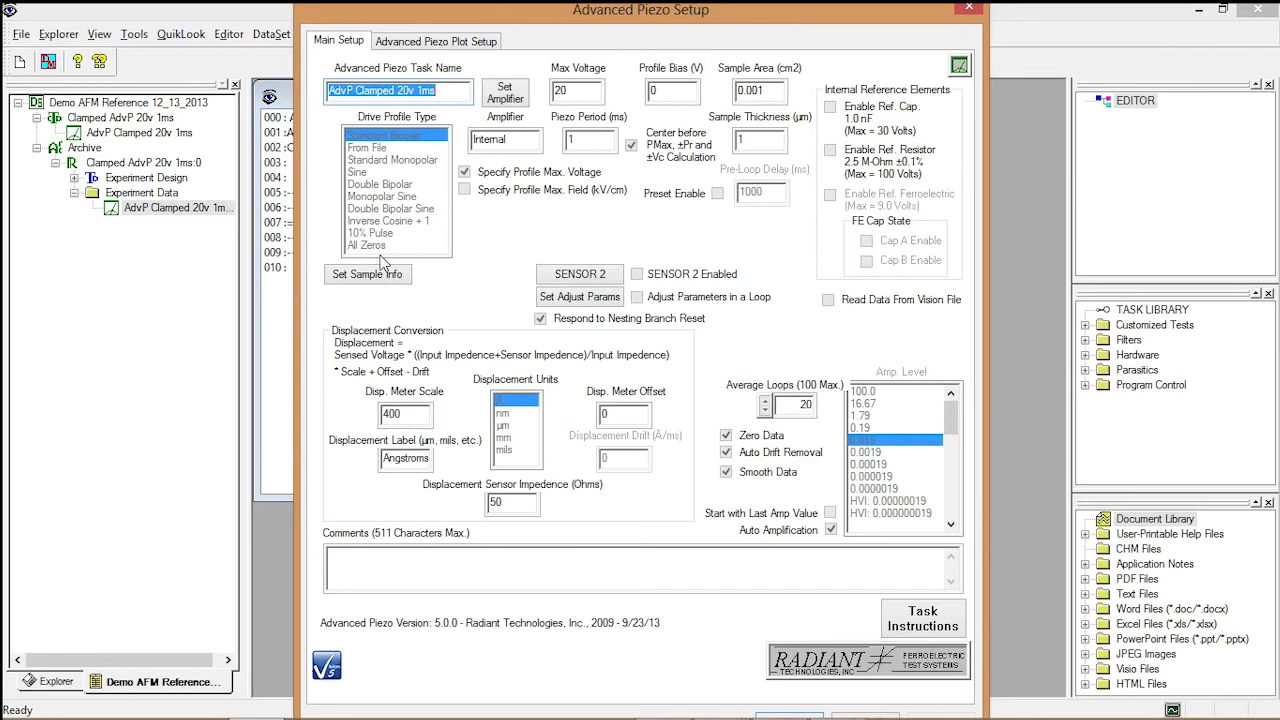 Advanced Piezo Setup
File Explorer View Tools QuikLook Editor DataSet
Demo AFM Reference 12_13_2013
Clamped AdvP 20v 1ms
AdvP Clamped 20v 1ms
Archive
Clamped AdvP 20v 1ms:0
Experiment Design
Experiment Data
AdvP Clamped 20v 1m...
Explorer
Demo AFM Reference...
Ready
000 :
001 :A
002 :C
003 :-
004 :-
005 :-
006 :-
007 :=
008 :-
009 :-
010 :
Main Setup
Advanced Piezo Plot Setup
Advanced Piezo Task Name
AdvP Clamped 20v 1ms
Set Amplifier
Max Voltage
20
Profile Bias (V)
0
Sample Area (cm2)
0.001
Drive Profile Type
Standard Bipolar
From File
Standard Monopolar
Sine
Double Bipolar
Monopolar Sine
Double Bipolar Sine
Inverse Cosine + 1
10% Pulse
All Zeros
Amplifier
Internal
Piezo Period (ms)
1
Center before
PMax, ±Pr and
±Vc Calculation
Sample Thickness (µm)
1
Specify Profile Max. Voltage
Specify Profile Max. Field (kV/cm)
Preset Enable
Pre-Loop Delay (ms)
1000
Internal Reference Elements
Enable Ref. Cap.
1.0 nF
(Max = 30 Volts)
Enable Ref. Resistor
2.5 M-Ohm ±0.1%
(Max = 100 Volts)
Enable Ref. Ferroelectric
(Max = 9.0 Volts)
FE Cap State
Cap A Enable
Cap B Enable
Set Sample Info
SENSOR 2
SENSOR 2 Enabled
Set Adjust Params
Adjust Parameters in a Loop
Respond to Nesting Branch Reset
Read Data From Vision File
Displacement Conversion
Displacement =
Sensed Voltage * ((Input Impedence+Sensor Impedence)/Input Impedence)
* Scale + Offset - Drift
Disp. Meter Scale
400
Displacement Label (µm, mils, etc.)
Angstroms
Displacement Units
nm
µm
mm
mils
Disp. Meter Offset
0
Displacement Drift (Å/ms)
0
Displacement Sensor Impedance (Ohms)
50
Average Loops (100 Max.)
20
Zero Data
Auto Drift Removal
Smooth Data
Start with Last Amp Value
Auto Amplification
Amp. Level
100.0
16.67
1.79
0.19
0.019
0.0019
0.00019
0.000019
0.0000019
HVI: 0.00000019
HVI: 0.00000019
Comments (511 Characters Max.)
Advanced Piezo Version: 5.0.0 - Radiant Technologies, Inc., 2009 - 9/23/13
Task
Instructions
V5
RADIANT
TECHNOLOGIES, INC
FERROELECTRIC
TEST SYSTEMS
EDITOR
TASK LIBRARY
Customized Tests
Filters
Hardware
Parasitics
Program Control
Document Library
User-Printable Help Files
CHM Files
Application Notes
PDF Files
Text Files
Word Files (*.doc/*.docx)
Excel Files (*.xls/*.xlsx)
PowerPoint Files (*.ppt/*.pptx)
JPEG Images
Visio Files
HTML Files